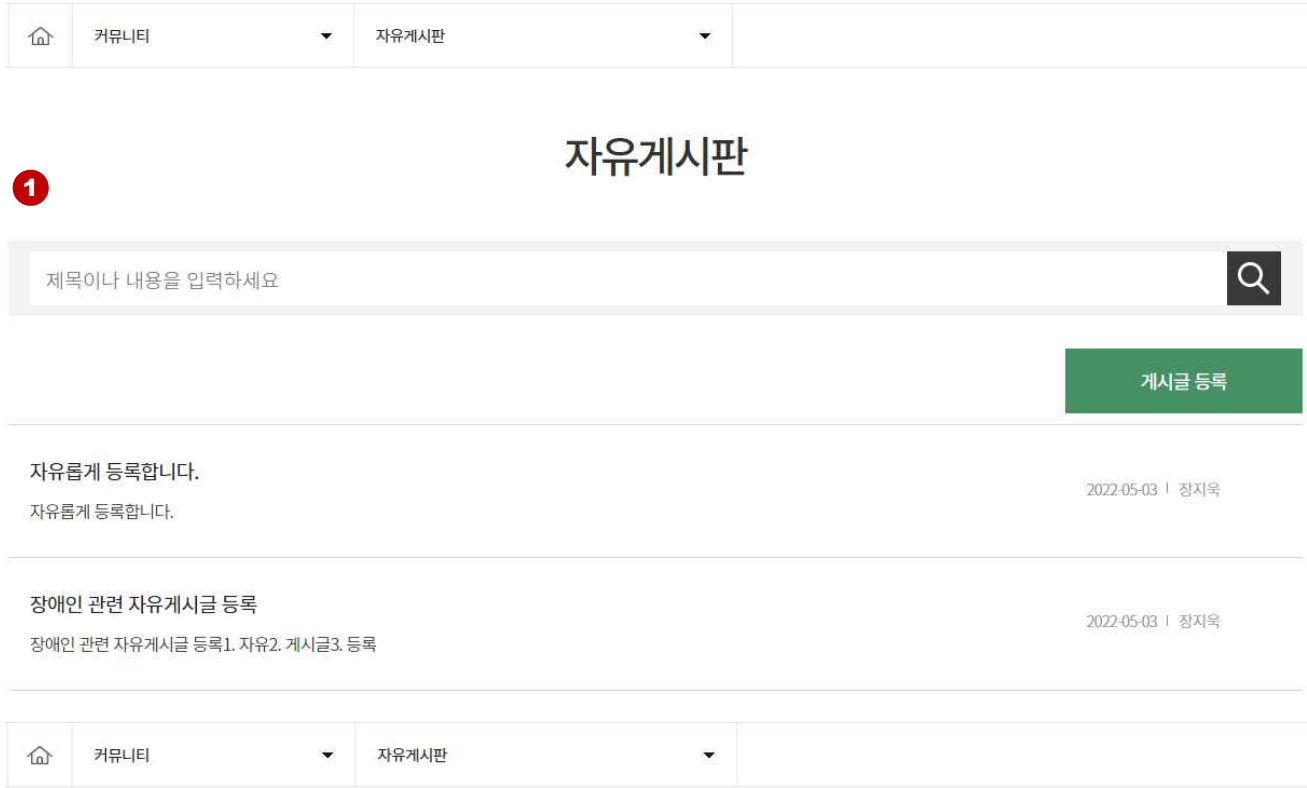 커뮤니티 자유게시판
자유게시판
1
제목이나 내용을 입력하세요
게시글 등록
자유롭게 등록합니다.
2022-05-03 | 장지욱
자유롭게 등록합니다.
장애인 관련 자유게시글 등록
2022-05-03 | 장지욱
장애인 관련 자유게시글 등록1. 자유2. 게시글3. 등록
커뮤니티 자유게시판